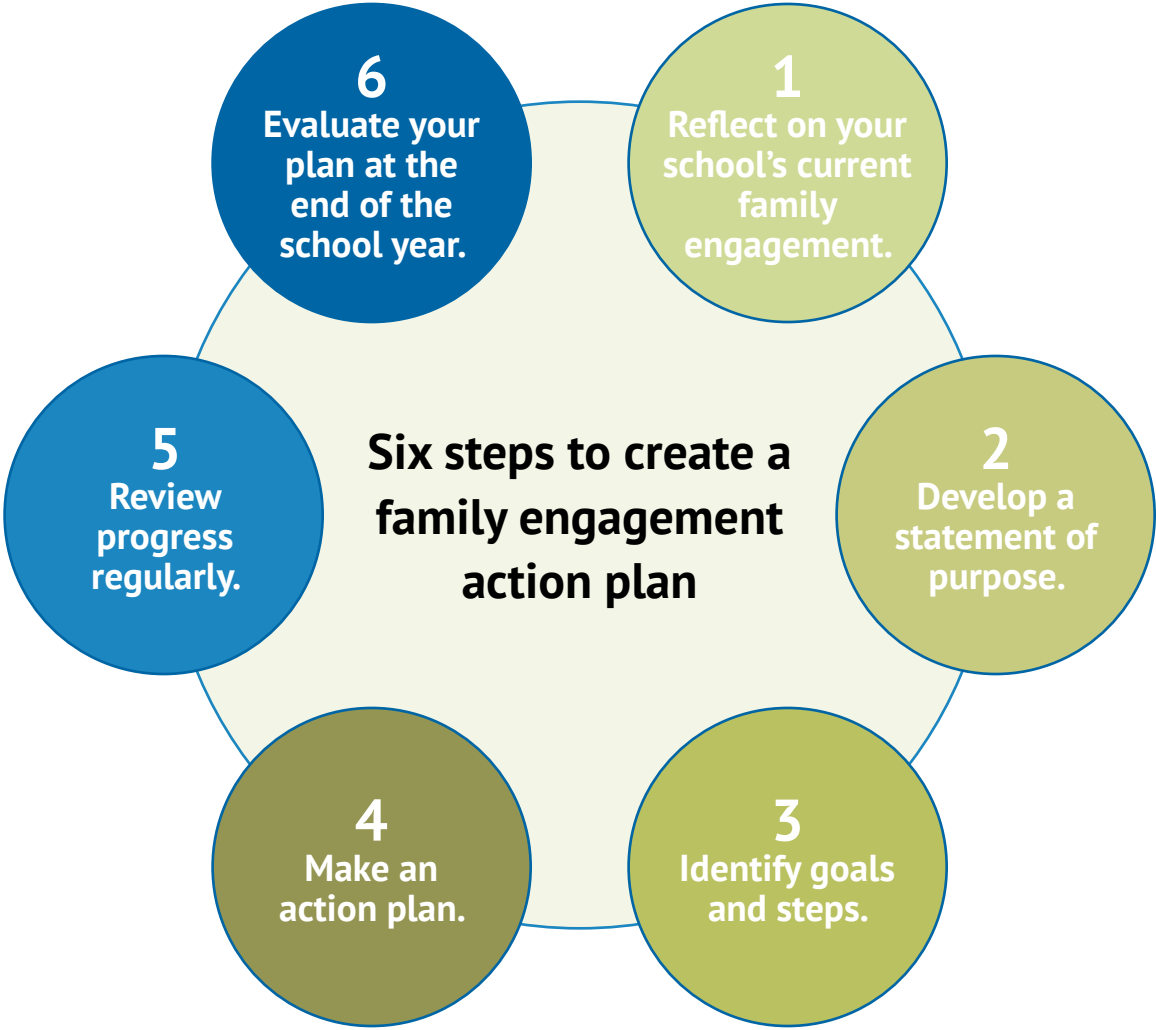 6
Evaluate your
plan at the
end of the
school year.
1
Reflect on your
school’s current
family
engagement.
5
Review
progress
regularly.
Six steps to create a
family engagement
action plan
2
Develop a
statement of
purpose.
4
Make an
action plan.
3
Identify goals
and steps.